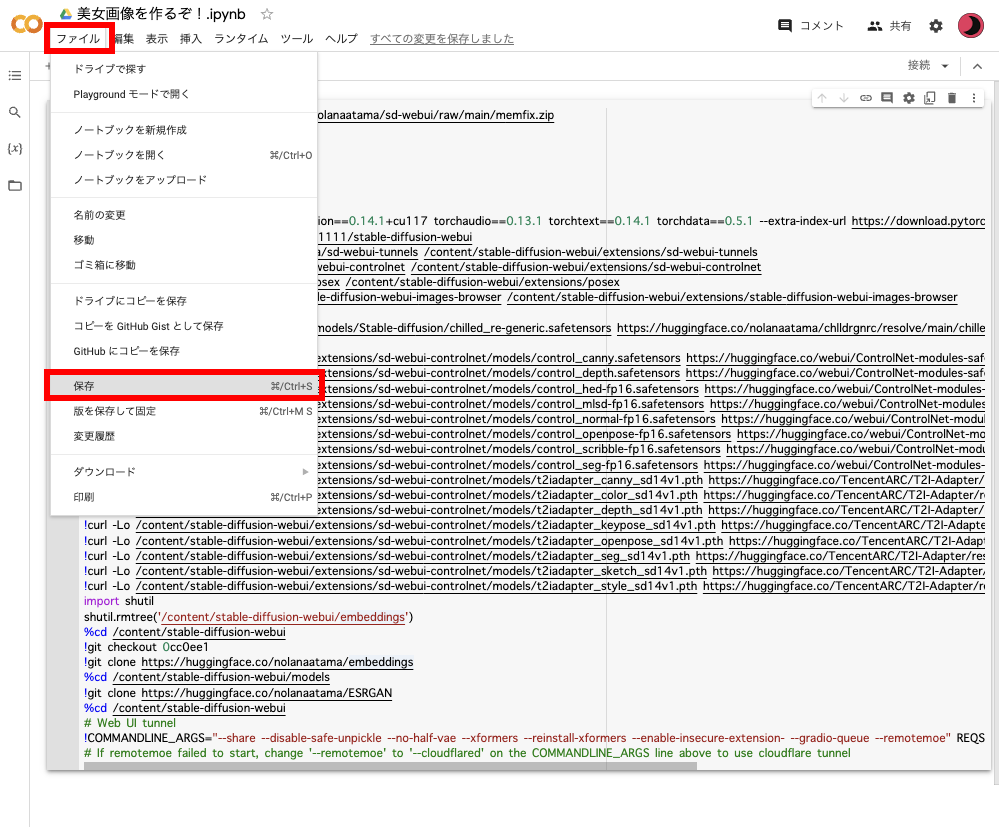 美女画像を作るぞ！.ipynb
ファイル 編集 表示 挿入 ランタイム ツール ヘルプ すべての変更を保存しました
コメント 共有
接続
ドライブで探す
Playground モードで開く
ノートブックを新規作成
ノートブックを開く ⌘/Ctrl+O
ノートブックをアップロード
名前の変更
移動
ゴミ箱に移動
ドライブにコピーを保存
コピーを GitHub Gist として保存
GitHub にコピーを保存
保存 ⌘/Ctrl+S
版を保存して固定 ⌘/Ctrl+M S
変更履歴
ダウンロード
印刷 ⌘/Ctrl+P
{x}
olanaatama/sd-webui/raw/main/memfix.zip
ion==0.14.1+cu117 torchaudio==0.13.1 torchtext==0.14.1 torchdata==0.5.1 --extra-index-url https://download.pytorc
1111/stable-diffusion-webui
a/sd-webui-tunnels /content/stable-diffusion-webui/extensions/sd-webui-tunnels
webui-controlnet /content/stable-diffusion-webui/extensions/sd-webui-controlnet
posex /content/stable-diffusion-webui/extensions/posex
le-diffusion-webui-images-browser /content/stable-diffusion-webui/extensions/stable-diffusion-webui-images-browser
models/Stable-diffusion/chilled_re-generic.safetensors https://huggingface.co/nolanaatama/chlldrgnrc/resolve/main/chille
extensions/sd-webui-controlnet/models/control_canny.safetensors https://huggingface.co/webui/ControlNet-modules-saf
extensions/sd-webui-controlnet/models/control_depth.safetensors https://huggingface.co/webui/ControlNet-modules-saf
extensions/sd-webui-controlnet/models/control_hed-fp16.safetensors https://huggingface.co/webui/ControlNet-modules-
extensions/sd-webui-controlnet/models/control_mlsd-fp16.safetensors https://huggingface.co/webui/ControlNet-modules
extensions/sd-webui-controlnet/models/control_normal-fp16.safetensors https://huggingface.co/webui/ControlNet-modul
extensions/sd-webui-controlnet/models/control_openpose-fp16.safetensors https://huggingface.co/webui/ControlNet-mo
extensions/sd-webui-controlnet/models/control_scribble-fp16.safetensors https://huggingface.co/webui/ControlNet-modu
extensions/sd-webui-controlnet/models/control_seg-fp16.safetensors https://huggingface.co/webui/ControlNet-modules-
extensions/sd-webui-controlnet/models/t2iadapter_canny_sd14v1.pth https://huggingface.co/TencentARC/T2I-Adapter/
extensions/sd-webui-controlnet/models/t2iadapter_color_sd14v1.pth https://huggingface.co/TencentARC/T2I-Adapter/re
extensions/sd-webui-controlnet/models/t2iadapter_depth_sd14v1.pth https://huggingface.co/TencentARC/T2I-Adapter/
!curl -Lo /content/stable-diffusion-webui/extensions/sd-webui-controlnet/models/t2iadapter_keypose_sd14v1.pth https://huggingface.co/TencentARC/T2I-Adapte
!curl -Lo /content/stable-diffusion-webui/extensions/sd-webui-controlnet/models/t2iadapter_openpose_sd14v1.pth https://huggingface.co/TencentARC/T2I-Adapt
!curl -Lo /content/stable-diffusion-webui/extensions/sd-webui-controlnet/models/t2iadapter_seg_sd14v1.pth https://huggingface.co/TencentARC/T2I-Adapter/res
!curl -Lo /content/stable-diffusion-webui/extensions/sd-webui-controlnet/models/t2iadapter_sketch_sd14v1.pth https://huggingface.co/TencentARC/T2I-Adapter/
!curl -Lo /content/stable-diffusion-webui/extensions/sd-webui-controlnet/models/t2iadapter_style_sd14v1.pth https://huggingface.co/TencentARC/T2I-Adapter/r
import shutil
shutil.rmtree('/content/stable-diffusion-webui/embeddings')
%cd /content/stable-diffusion-webui
!git checkout 0cc0ee1
!git clone https://huggingface.co/nolanaatama/embeddings
%cd /content/stable-diffusion-webui/models
!git clone https://huggingface.co/nolanaatama/ESRGAN
%cd /content/stable-diffusion-webui
# Web UI tunnel
!COMMANDLINE_ARGS="--share --disable-safe-unpickle --no-half-vae --xformers --reinstall-xformers --enable-insecure-extension- --gradio-queue --remotemoe" REQS
# If remotemoe failed to start, change '--remotemoe' to '--cloudflared' on the COMMANDLINE_ARGS line above to use cloudflare tunnel